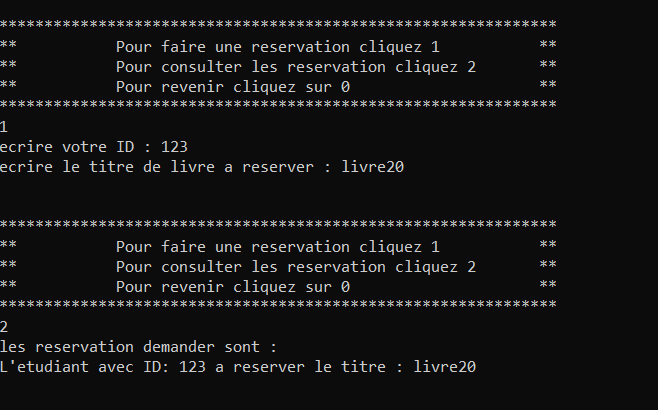 **************************************************************
**           Pour faire une reservation cliquez 1           **
**           Pour consulter les reservation cliquez 2       **
**           Pour revenir cliquez sur 0                     **
**************************************************************
1
ecrire votre ID : 123
ecrire le titre de livre a reserver : livre20
**************************************************************
**           Pour faire une reservation cliquez 1           **
**           Pour consulter les reservation cliquez 2       **
**           Pour revenir cliquez sur 0                     **
**************************************************************
2
les reservation demander sont :
L'etudiant avec ID: 123 a reserver le titre : livre20